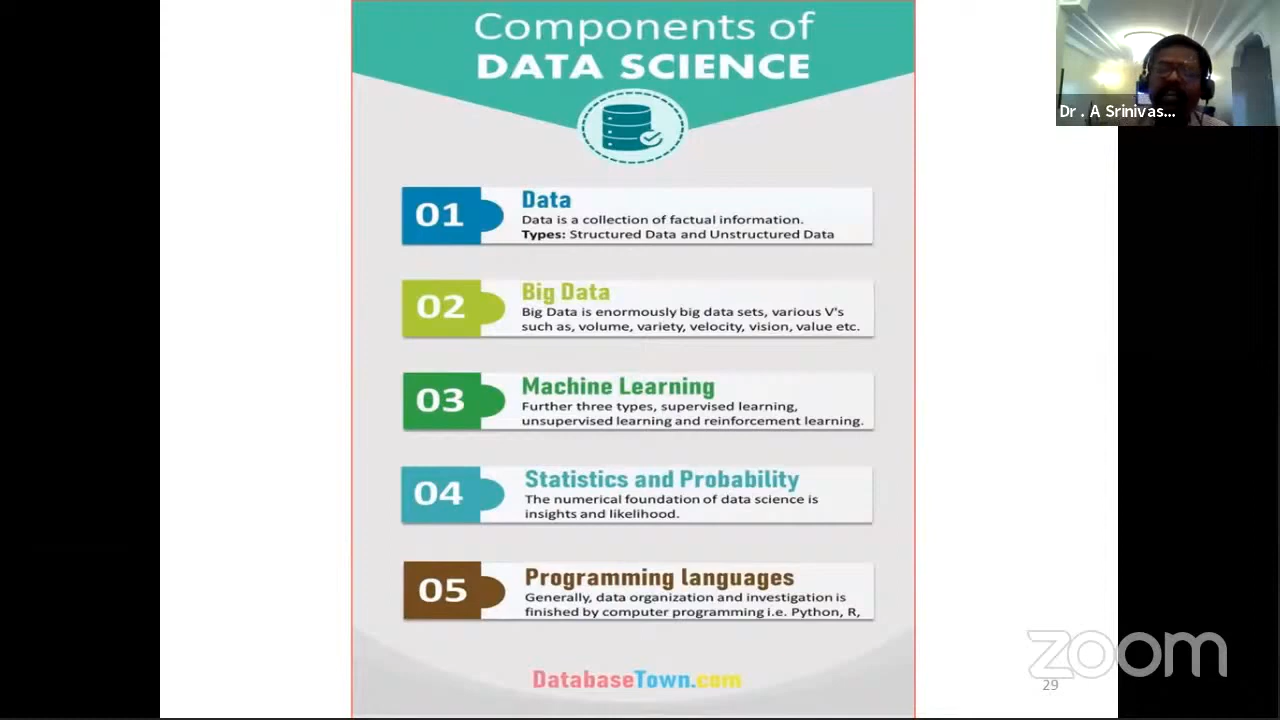 Components of
DATA SCIENCE
Dr . A Srinivas...
01
Data
Data is a collection of factual information.
Types: Structured Data and Unstructured Data
02
Big Data
Big Data is enormously big data sets, various V's
such as, volume, variety, velocity, vision, value etc.
03
Machine Learning
Further three types, supervised learning,
unsupervised learning and reinforcement learning.
04
Statistics and Probability
The numerical foundation of data science is
insights and likelihood.
05
Programming languages
Generally, data organization and investigation is
finished by computer programming i.e. Python, R,
DatabaseTown.com
zoom
29